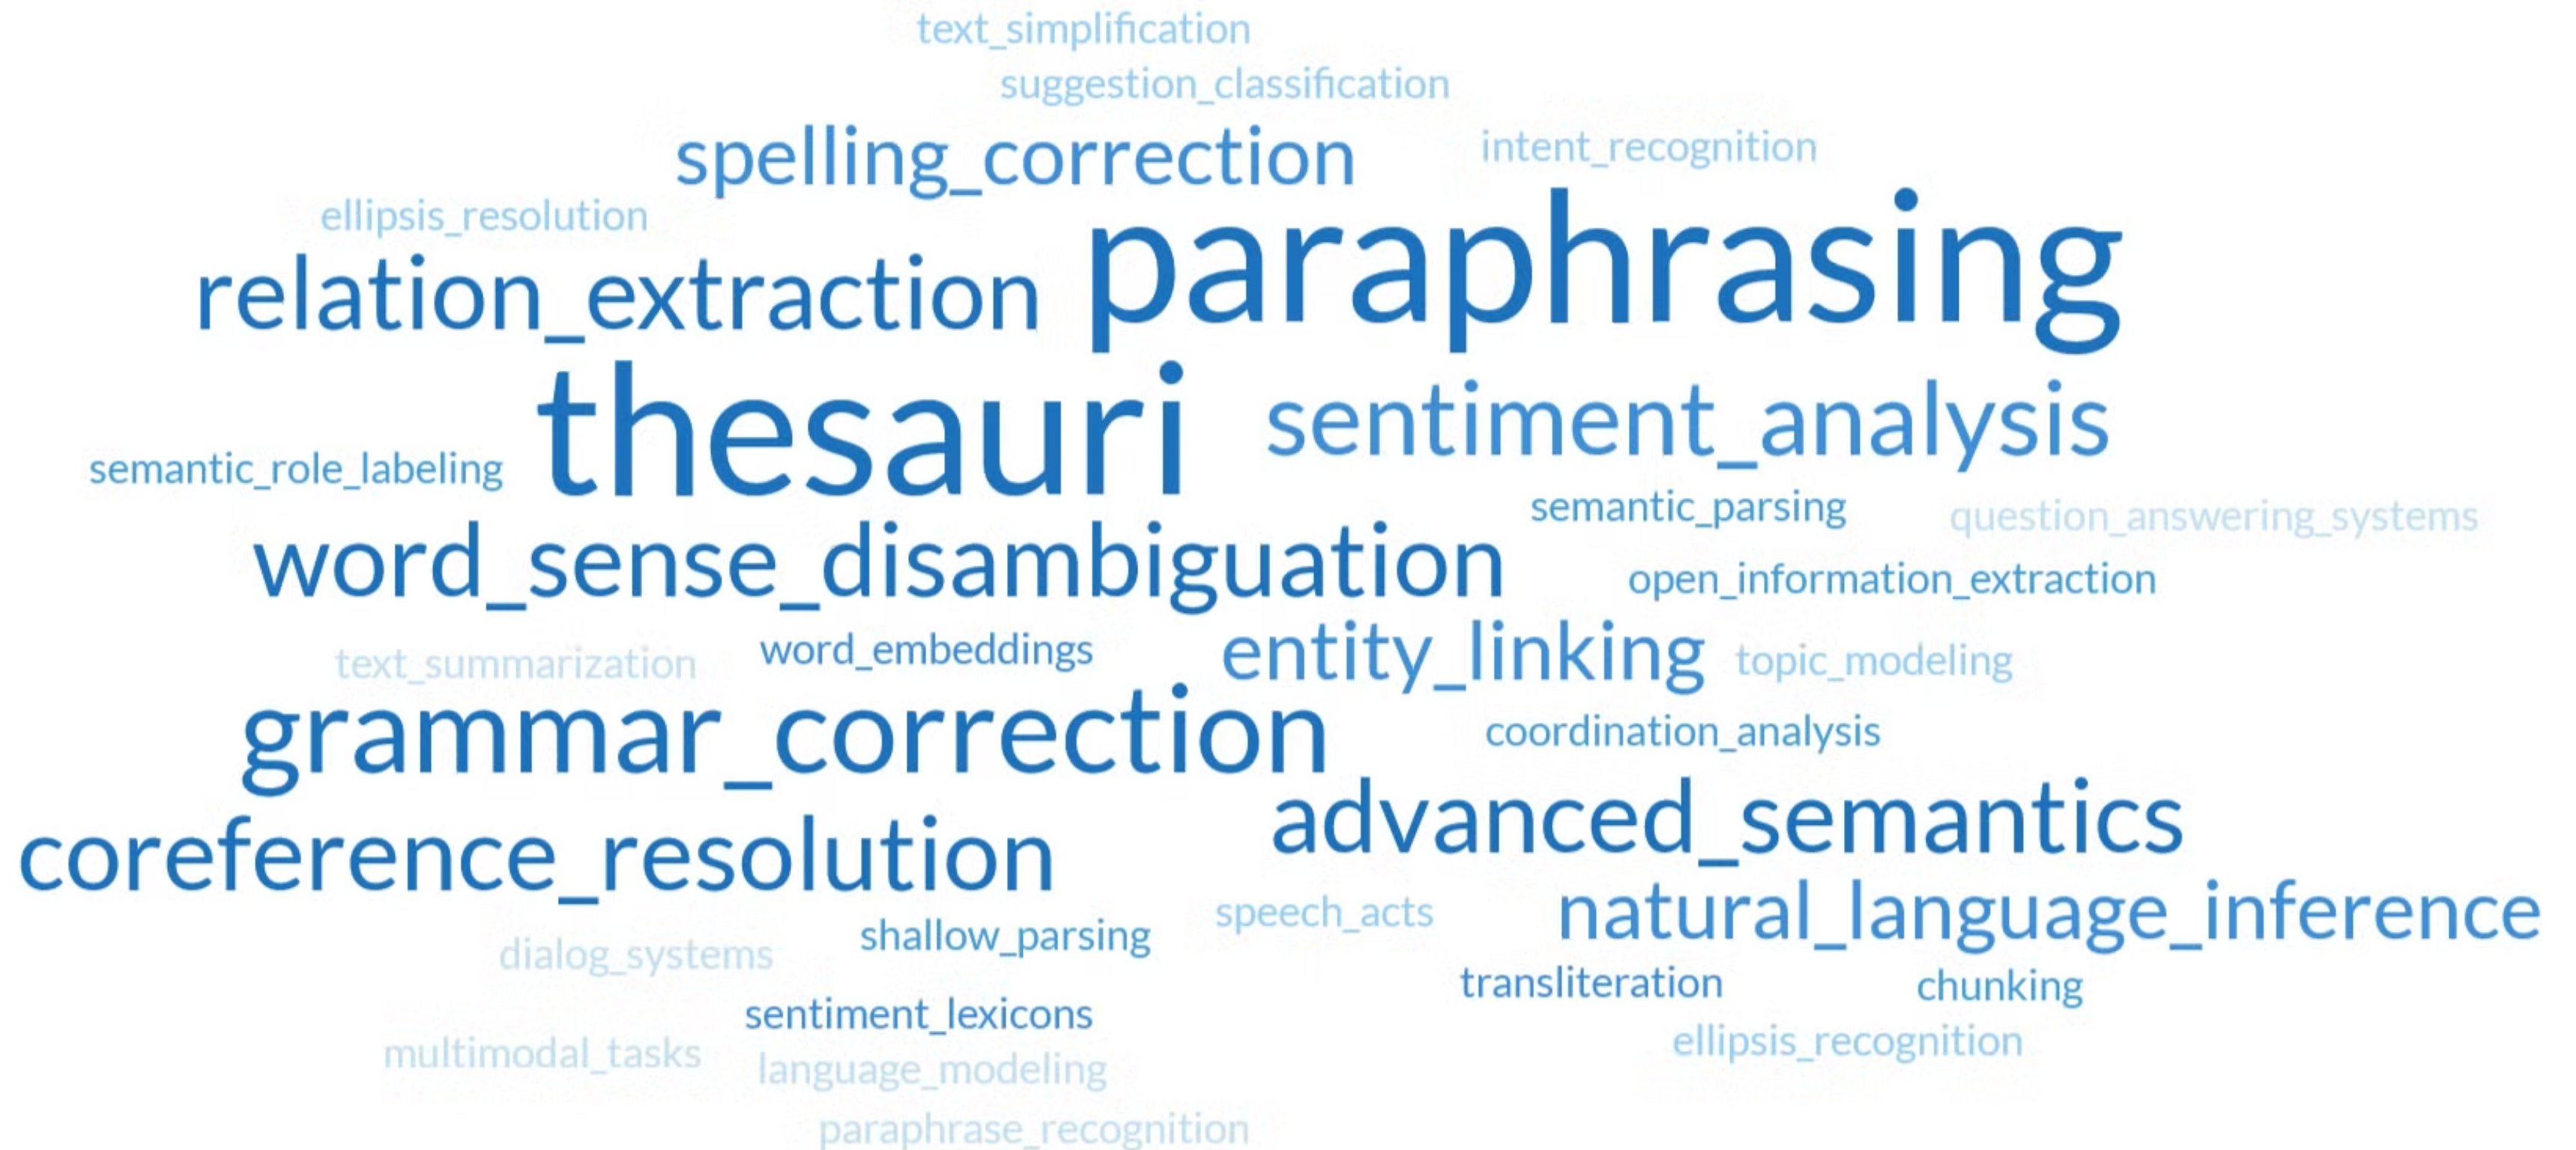 text_simplification
suggestion_classification
spelling_correction
intent_recognition
ellipsis_resolution
paraphrasing
relation_extraction
thesauri
sentiment_analysis
semantic_role_labeling
semantic_parsing
question_answering_systems
word_sense_disambiguation
open_information_extraction
text_summarization
word_embeddings
entity_linking
topic_modeling
grammar_correction
coordination_analysis
advanced_semantics
coreference_resolution
speech_acts
natural_language_inference
dialog_systems
shallow_parsing
transliteration
chunking
sentiment_lexicons
ellipsis_recognition
multimodal_tasks
language_modeling
paraphrase_recognition